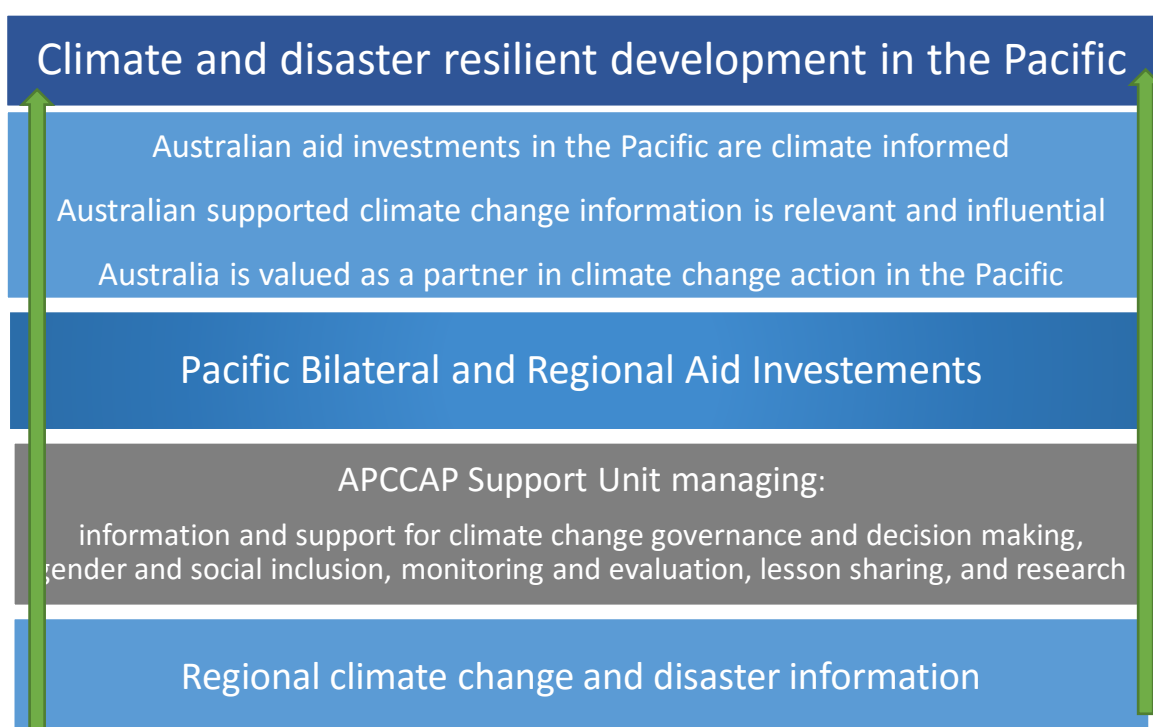 Climate and disaster resilient development in the Pacific
Australian aid investments in the Pacific are climate informed
Australian supported climate change information is relevant and influential
Australia is valued as a partner in climate change action in the Pacific
Pacific Bilateral and Regional Aid Investements
APCCAP Support Unit managing:
information and support for climate change governance and decision making,
gender and social inclusion, monitoring and evaluation, lesson sharing, and research
Regional climate change and disaster information